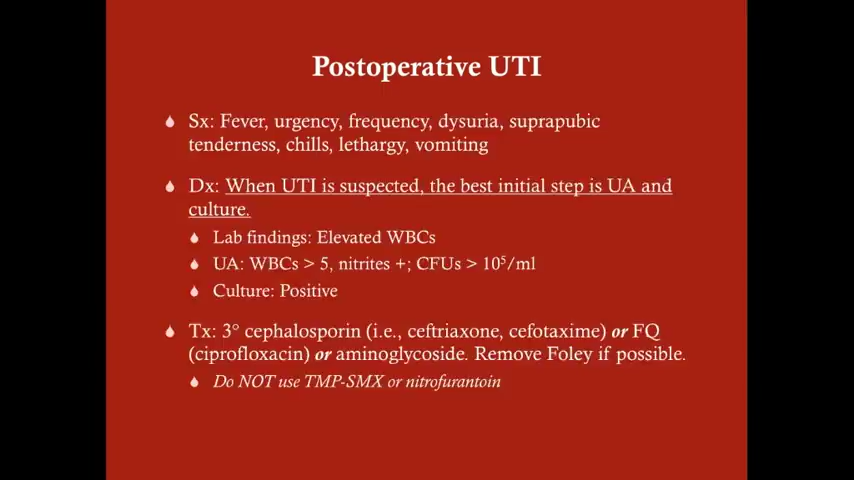 Postoperative UTI
Sx: Fever, urgency, frequency, dysuria, suprapubic
tenderness, chills, lethargy, vomiting
Dx: When UTI is suspected, the best initial step is UA and
culture.
Lab findings: Elevated WBCs
UA: WBCs > 5, nitrites +; CFUs > 10⁵/ml
Culture: Positive
Tx: 3° cephalosporin (i.e., ceftriaxone, cefotaxime) or FQ
(ciprofloxacin) or aminoglycoside. Remove Foley if possible.
Do NOT use TMP-SMX or nitrofurantoin